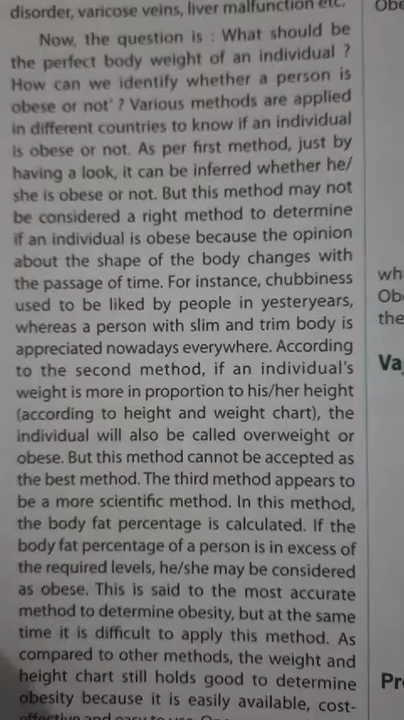 disorder, varicose veins, liver malfunction etc.
Now, the question is : What should be
the perfect body weight of an individual ?
How can we identify whether a person is
obese or not' ? Various methods are applied
in different countries to know if an individual
is obese or not. As per first method, just by
having a look, it can be inferred whether he/
she is obese or not. But this method may not
be considered a right method to determine
if an individual is obese because the opinion
about the shape of the body changes with
the passage of time. For instance, chubbiness
used to be liked by people in yesteryears,
whereas a person with slim and trim body is
appreciated nowadays everywhere. According
to the second method, if an individual's
weight is more in proportion to his/her height
(according to height and weight chart), the
individual will also be called overweight or
obese. But this method cannot be accepted as
the best method. The third method appears to
be a more scientific method. In this method,
the body fat percentage is calculated. If the
body fat percentage of a person is in excess of
the required levels, he/she may be considered
as obese. This is said to the most accurate
method to determine obesity, but at the same
time it is difficult to apply this method. As
compared to other methods, the weight and
height chart still holds good to determine
obesity because it is easily available, cost-
effective and easy to use.
Obe
wh
Obe
the
Va
Pr